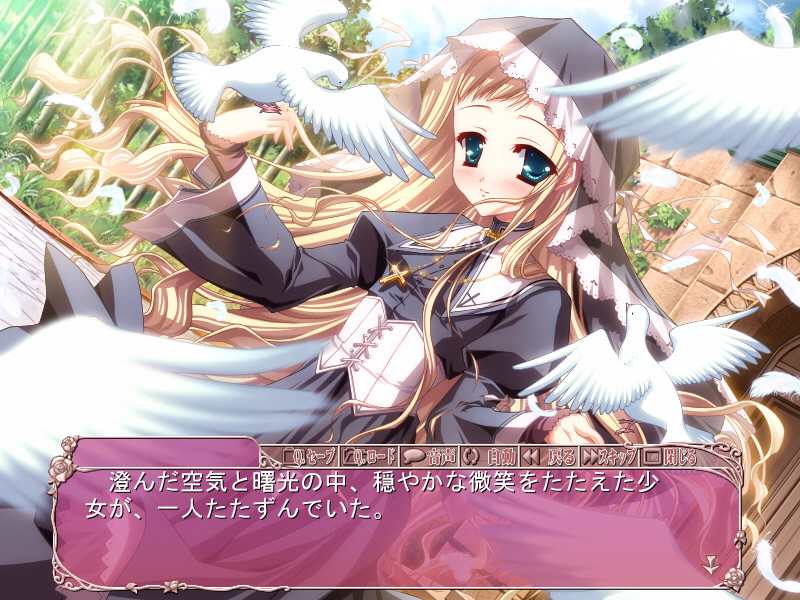 Q.セーブ Q.ロード 音声 自動 戻る スキップ 閉じる
澄んだ空気と曙光の中、穏やかな微笑をたたえた少
女が、一人たたずんでいた。